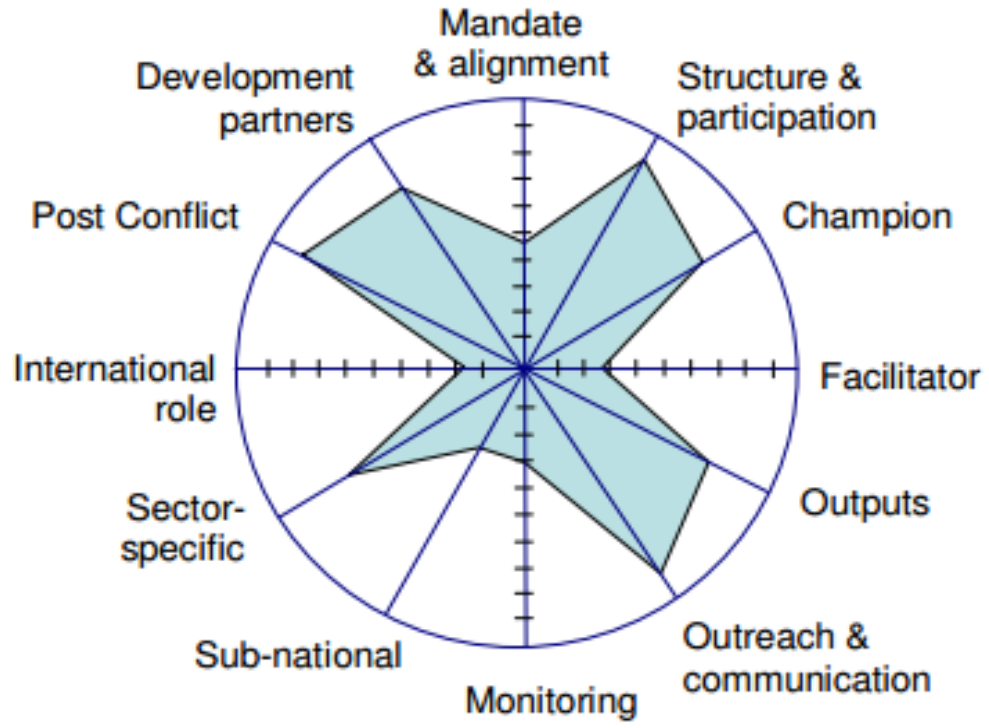 Mandate
& alignment
Structure &
participation
Champion
Facilitator
Outputs
Outreach &
communication
Monitoring
Sub-national
Sector-
specific
International
role
Post Conflict
Development
partners